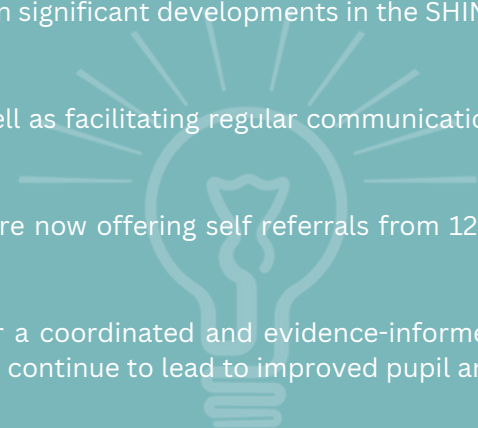 n significant developments in the SHIN
ell as facilitating regular communicatio
re now offering self referrals from 12
r a coordinated and evidence-informe
continue to lead to improved pupil an